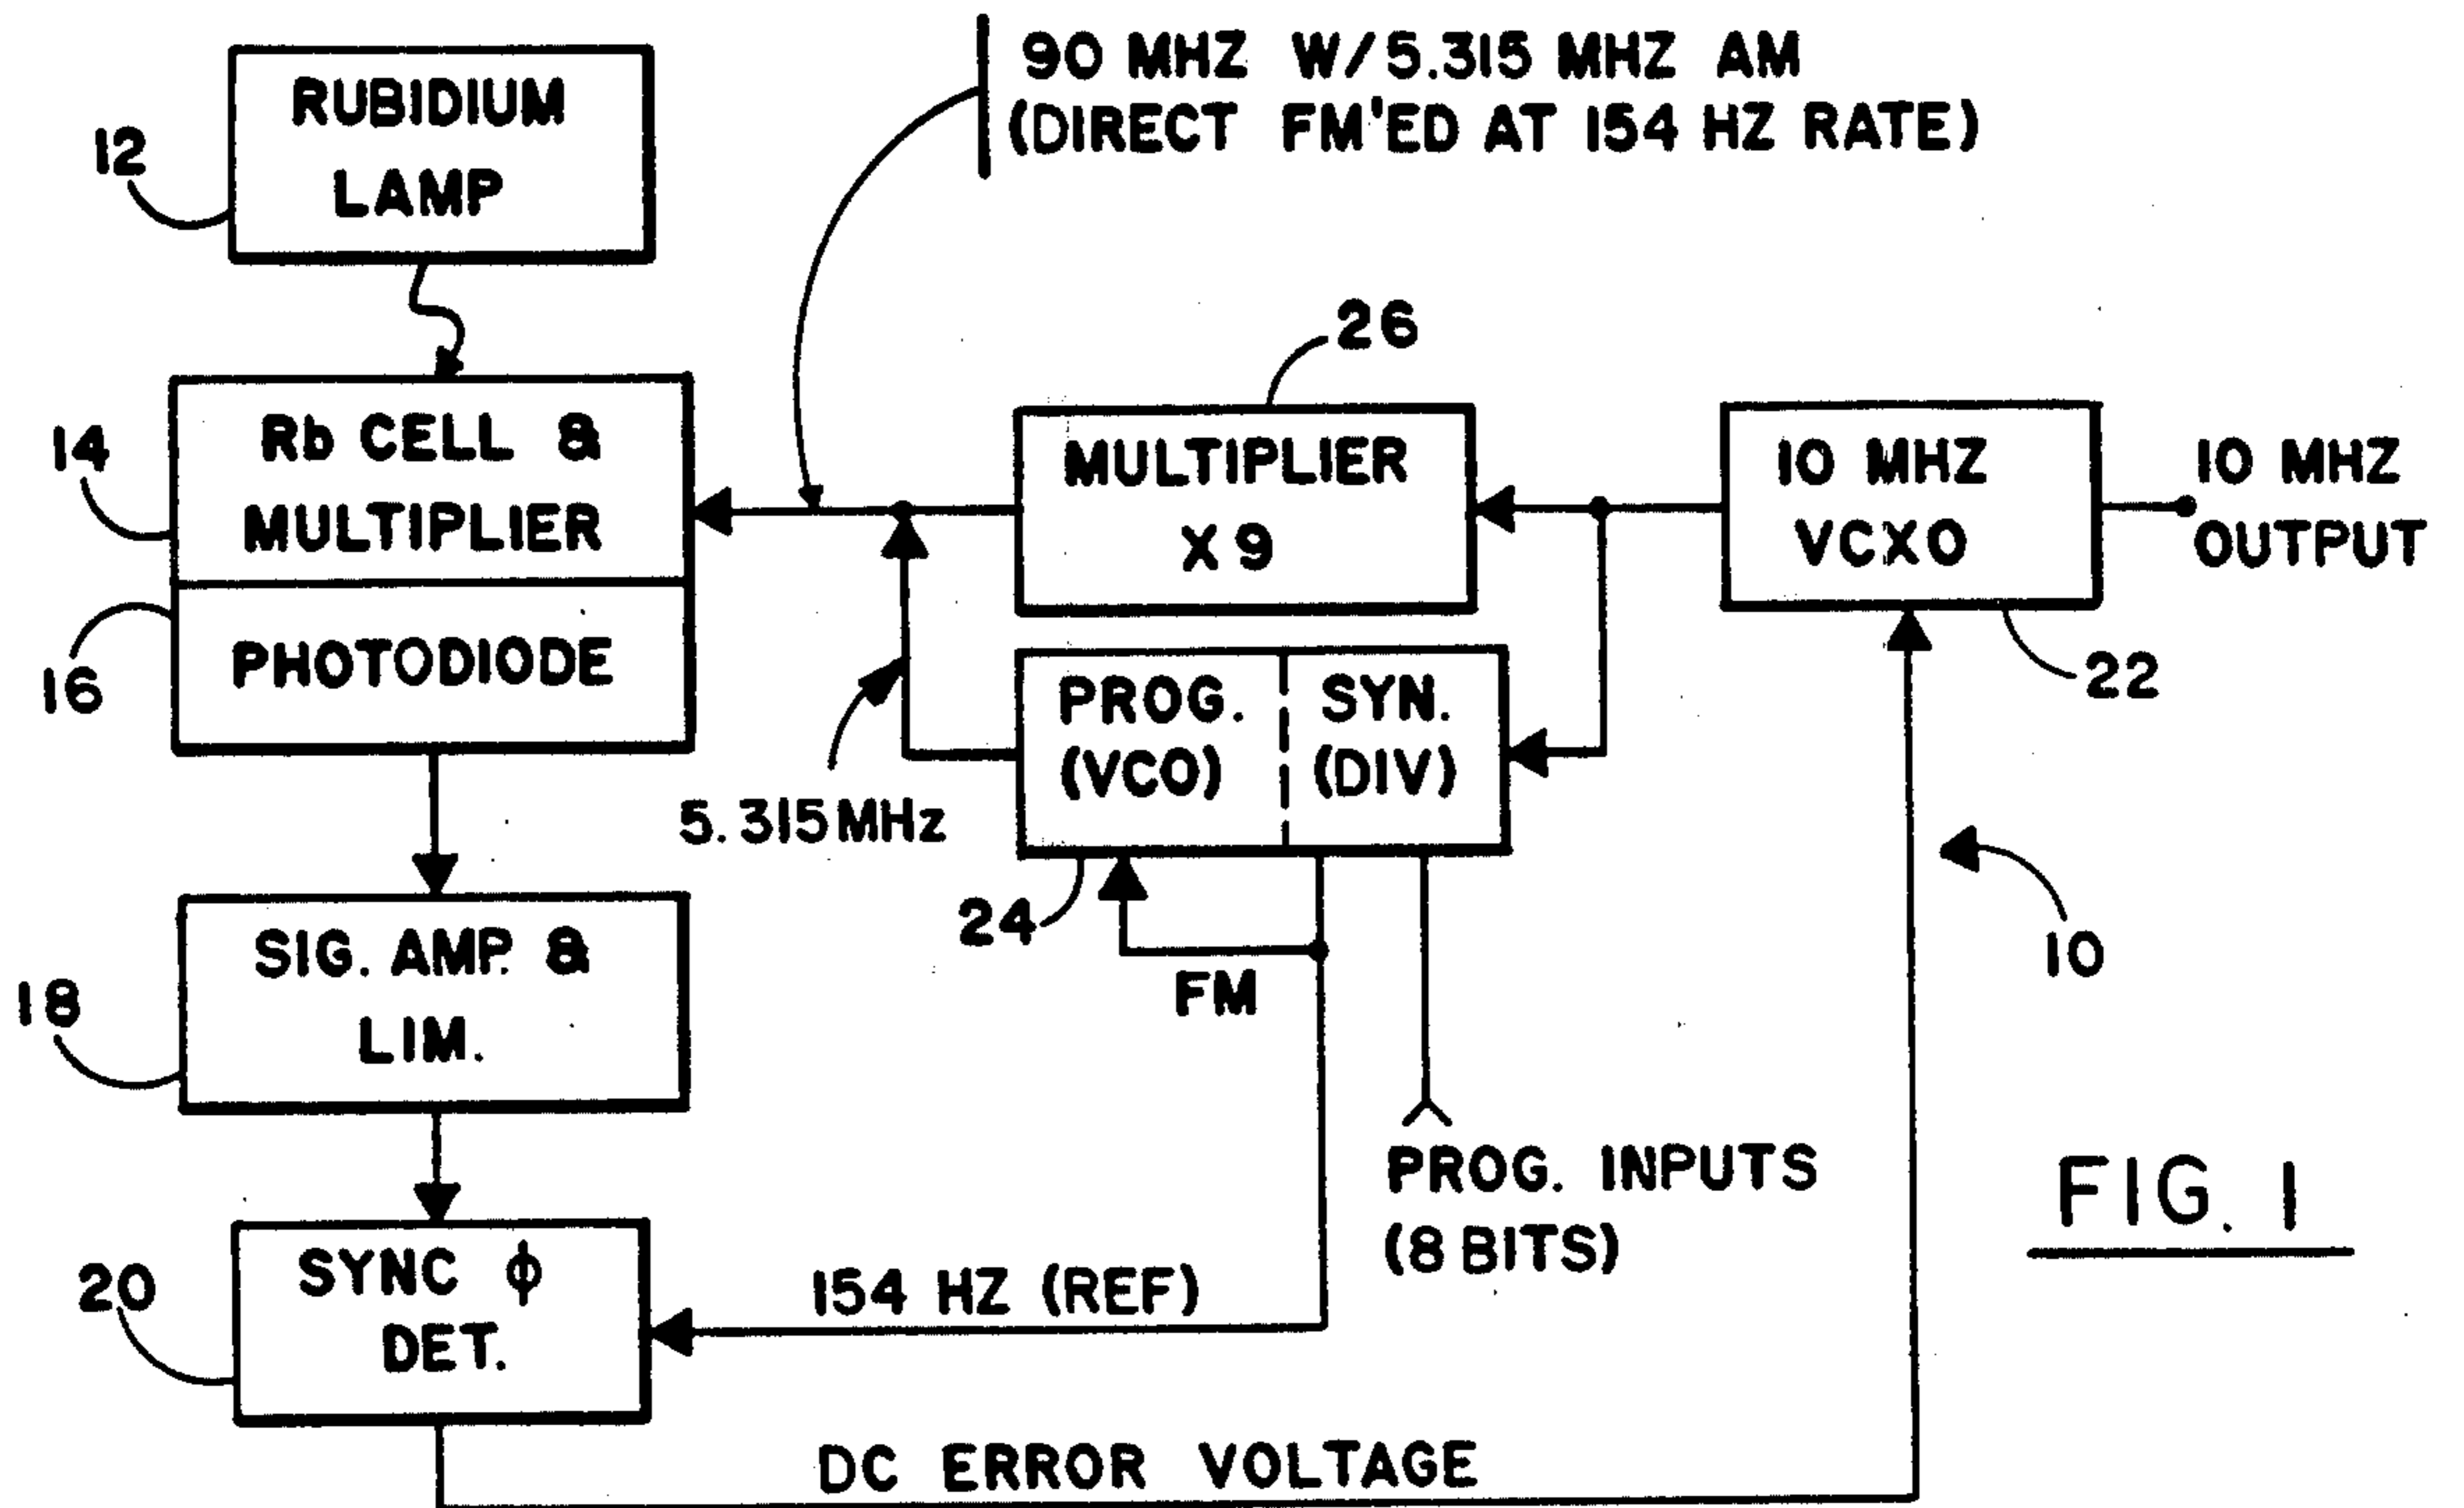 90 MHZ W/5.315 MHZ AM
(DIRECT FM'ED AT 154 HZ RATE)
RUBIDIUM
LAMP
12
26
Rb CELL &
MULTIPLIER
14
MULTIPLIER
X 9
10 MHZ
VCXO
10 MHZ
OUTPUT
PHOTODIODE
16
PROG.
(VCO)
SYN.
(DIV)
22
5.315MHz
24
FM
10
SIG. AMP. &
LIM.
18
PROG. INPUTS
(8 BITS)
FIG. 1
SYNC ϕ
DET.
20
154 HZ (REF)
DC ERROR VOLTAGE